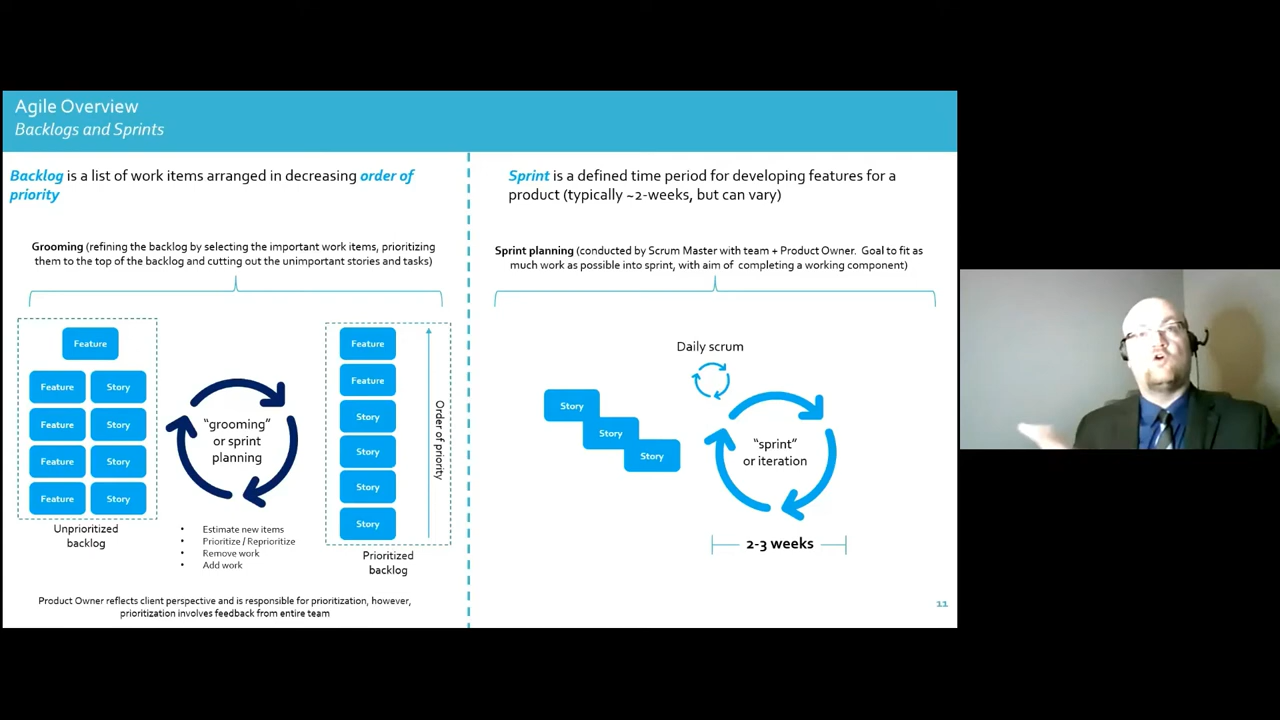 Agile Overview
Backlogs and Sprints
Backlog is a list of work items arranged in decreasing order of
priority
Grooming (refining the backlog by selecting the important work items, prioritizing
them to the top of the backlog and cutting out the unimportant stories and tasks)
Feature
Feature Story
Feature Story
Feature Story
Feature Story
Unprioritized
backlog
"grooming"
or sprint
planning
• Estimate new items
• Prioritize / Reprioritize
• Remove work
• Add work
Feature
Feature
Story
Story
Story
Story
Order of priority
Prioritized
backlog
Product Owner reflects client perspective and is responsible for prioritization, however,
prioritization involves feedback from entire team
Sprint is a defined time period for developing features for a
product (typically ~2-weeks, but can vary)
Sprint planning (conducted by Scrum Master with team + Product Owner. Goal to fit as
much work as possible into sprint, with aim of completing a working component)
Daily scrum
Story
Story
Story
"sprint"
or iteration
2-3 weeks
11